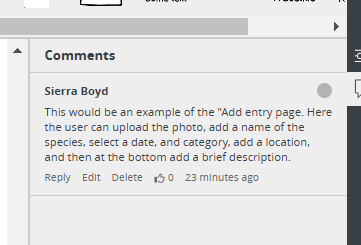 Comments
Sierra Boyd
This would be an example of the "Add entry page. Here
the user can upload the photo, add a name of the
species, select a date, and category, add a location,
and then at the bottom add a brief description.
Reply Edit Delete 0 23 minutes ago